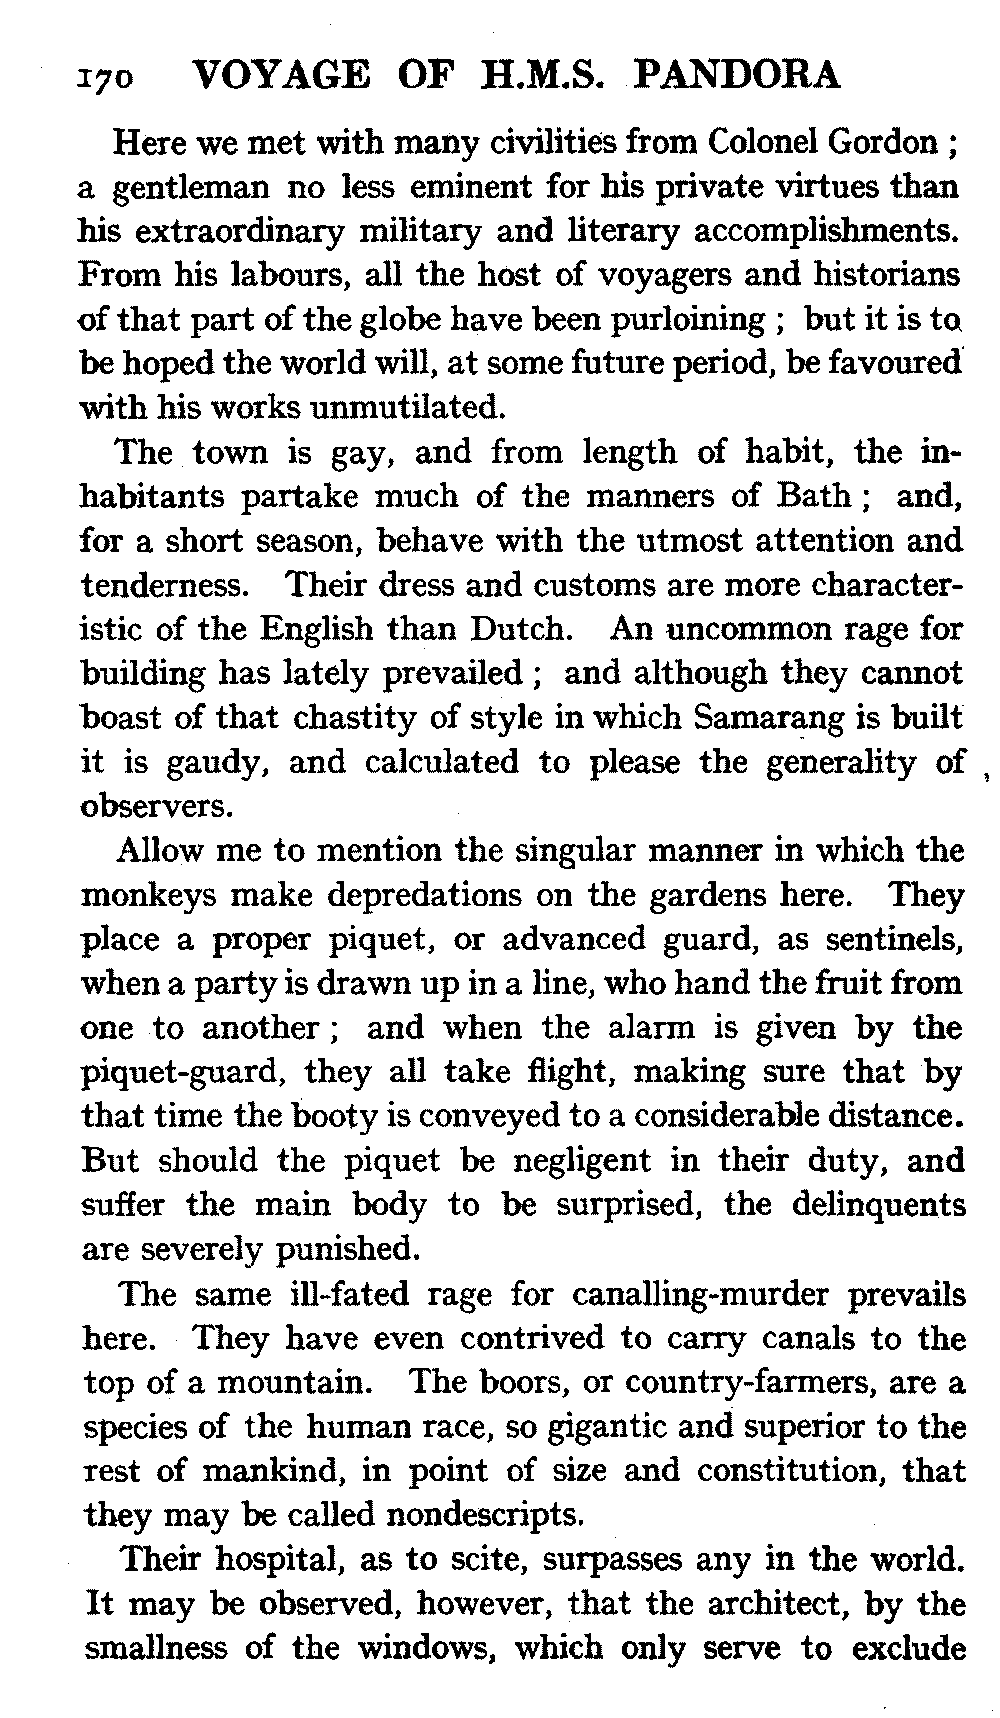 170 VOYAGE OF H.M.S. PANDORA
Here we met with many civilities from Colonel Gordon ;
a gentleman no less eminent for his private virtues than
his extraordinary military and literary accomplishments.
From his labours, all the host of voyagers and historians
of that part of the globe have been purloining ; but it is to
be hoped the world will, at some future period, be favoured
with his works unmutilated.
The town is gay, and from length of habit, the in-
habitants partake much of the manners of Bath ; and,
for a short season, behave with the utmost attention and
tenderness. Their dress and customs are more character-
istic of the English than Dutch. An uncommon rage for
building has lately prevailed ; and although they cannot
boast of that chastity of style in which Samarang is built
it is gaudy, and calculated to please the generality of ,
observers.
Allow me to mention the singular manner in which the
monkeys make depredations on the gardens here. They
place a proper piquet, or advanced guard, as sentinels,
when a party is drawn up in a line, who hand the fruit from
one to another ; and when the alarm is given by the
piquet-guard, they all take flight, making sure that by
that time the booty is conveyed to a considerable distance.
But should the piquet be negligent in their duty, and
suffer the main body to be surprised, the delinquents
are severely punished.
The same ill-fated rage for canalling-murder prevails
here. They have even contrived to carry canals to the
top of a mountain. The boors, or country-farmers, are a
species of the human race, so gigantic and superior to the
rest of mankind, in point of size and constitution, that
they may be called nondescripts.
Their hospital, as to scite, surpasses any in the world.
It may be observed, however, that the architect, by the
smallness of the windows, which only serve to exclude